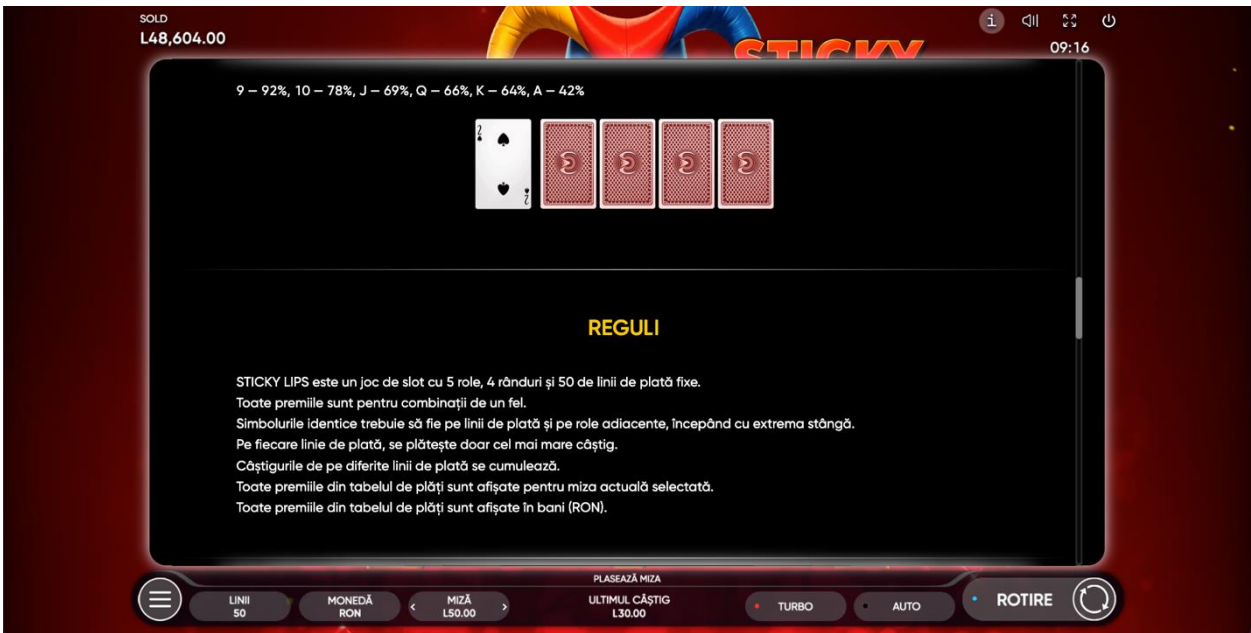 SOLD
L48,604.00
STICKY
09:16
9 – 92%, 10 – 78%, J – 69%, Q – 66%, K – 64%, A – 42%
2
2
REGULI
STICKY LIPS este un joc de slot cu 5 role, 4 rânduri și 50 de linii de plată fixe.
Toate premiile sunt pentru combinații de un fel.
Simbolurile identice trebuie să fie pe linii de plată și pe role adiacente, începând cu extrema stângă.
Pe fiecare linie de plată, se plătește doar cel mai mare câștig.
Câștigurile de pe diferite linii de plată se cumulează.
Toate premiile din tabelul de plăți sunt afișate pentru miza actuală selectată.
Toate premiile din tabelul de plăți sunt afișate în bani (RON).
PLASEAZĂ MIZA
LINII
50
MONEDĂ
RON
MIZĂ
L50.00
ULTIMUL CÂȘTIG
L30.00
TURBO
AUTO
ROTIRE